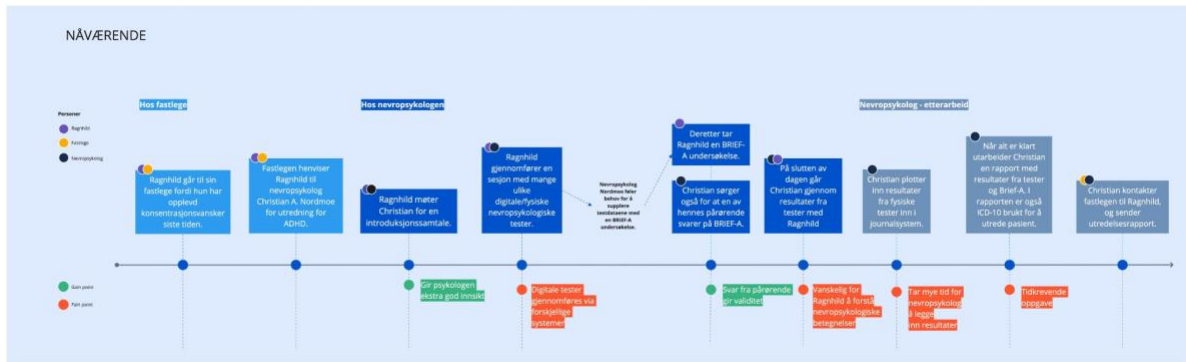 NÅVÆRENDE
Hos fastlege
Hos nevropsykologen
Nevropsykolog - etterarbeid
Personer
Ragnhild
Fastlege
Nevropsykolog
Ragnhild går til sin
fastlege fordi hun har
opplevd
konsentrasjonsvansker
siste tiden.
Fastlegen henviser
Ragnhild til
nevropsykolog
Christian A. Nordmoe
for utredning for
ADHD.
Ragnhild møter
Christian for en
introduksjonssamtale.
Ragnhild
gjennomfører en
sesjon med mange
ulike
digitale/fysiske
nevropsykologiske
tester.
Nevropsykolog
Nordmoe føler
behov for å
supplere
testdataene med
en BRIEF-A
undersøkelse.
Deretter tar
Ragnhild en BRIEF-
A undersøkelse.
Christian sørger
også for at en av
hennes pårørende
svarer på BRIEF-A.
På slutten av
dagen går
Christian gjennom
resultater fra
tester med
Ragnhild
Christian plotter
inn resultater
fra fysiske
tester inn i
journalsystem.
Når alt er klart
utarbeider Christian
en rapport med
resultater fra tester
og Brief-A. I
rapporten er også
ICD-10 brukt for å
utrede pasient.
Christian kontakter
fastlegen til Ragnhild,
og sender
utredelsesrapport.
Gain point
Pain point
Gir psykologen
ekstra god innsikt
Digitale tester
gjennomføres via
forskjellige
systemer
Svar fra pårørende
gir validitet
Vanskelig for
Ragnhild å forstå
nevropsykologiske
betegnelser
Tar mye tid for
nevropsykolog
å legge
inn resultater
Tidkrevende
oppgave